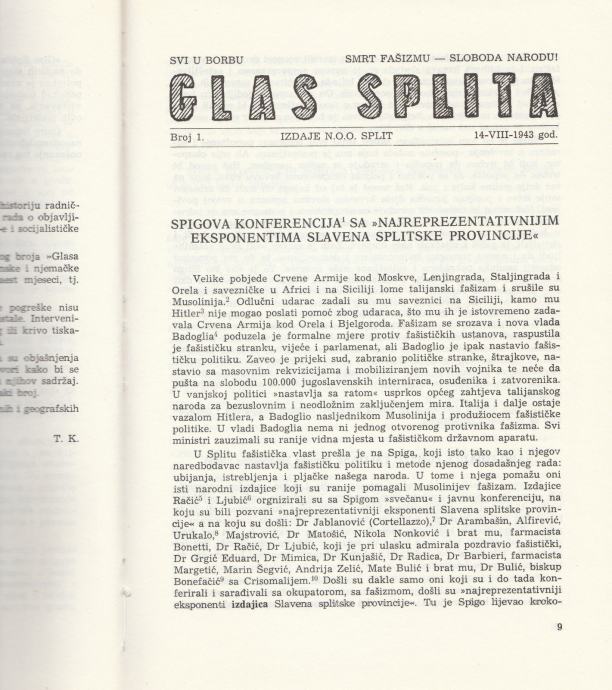 SVI U BORBU SMRT FAŠIZMU — SLOBODA NARODU!
GLAS SPLITA
Broj 1. IZDAJE N.O.O. SPLIT 14-VIII-1943 god.
SPIGOVA KONFERENCIJA¹ SA »NAJREPREZENTATIVNIJIM
EKSPONENTIMA SLAVENA SPLITSKE PROVINCIJE«
Velike pobjede Crvene Armije kod Moskve, Lenjingrada, Staljingrada i
Orela i savezničke u Africi i na Siciliji lome talijanski fašizam i srušile su
Musolinija.² Odlučni udarac zadali su mu saveznici na Siciliji, kamo mu
Hitler³ nije mogao poslati pomoć zbog udaraca, što mu ih je istovremeno zada-
vala Crvena Armija kod Orela i Bjelgoroda. Fašizam se srozava i nova vlada
Badoglia⁴ poduzela je formalne mjere protiv fašističkih ustanova, raspustila
je fašističku stranku, vijeće i parlamenat, ali Badoglio je ipak nastavio fašis-
tičku politiku. Zaveo je prijeki sud, zabranio političke stranke, štrajkove, na-
stavio sa masovnim rekvizicijama i mobiliziranjem novih vojnika te neće da
pušta na slobodu 100.000 jugoslavenskih interniraca, osuđenika i zatvorenika.
U vanjskoj politici »nastavlja sa ratom« usprkos općeg zahtjeva talijanskog
naroda za bezuslovnim i neodložnim zaključenjem mira. Italija i dalje ostaje
vazalom Hitlera, a Badoglio nasljednikom Musolinija i produžiocem fašističke
politike. U vladi Badoglia nema ni jednog otvorenog protivnika fašizma. Svi
ministri zauzimali su ranije vidna mjesta u fašističkom državnom aparatu.
U Splitu fašistička vlast prešla je na Spiga, koji isto tako kao i njegov
naredbodavac nastavlja fašističku politiku i metode njenog dosadašnjeg rada:
ubijanja, istrebljenja i pljačke našega naroda. U tome i njega pomažu oni
isti narodni izdajice koji su ranije pomagali Musolinijev fašizam. Izdajice
Račić⁵ i Ljubić⁶ orgnizirali su sa Spigom »svečanu« i javnu konferenciju, na
koju su bili pozvani »najreprezentativniji eksponenti Slavena splitske provin-
cije« a na koju su došli: Dr Jablanović (Cortellazzo),⁷ Dr Arambašin, Alfirević,
Urukalo,⁸ Majstrović, Dr Matošić, Nikola Nonković i brat mu, farmacista
Bonetti, Dr Račić, Dr Ljubić, koji je pri ulasku admirala pozdravio fašistički,
Dr Grgić Eduard, Dr Mimica, Dr Kunjašić, Dr Radica, Dr Barbieri, farmacista
Margetić, Marin Šegvić, Andrija Zelić, Mate Bulić i brat mu, Dr Bulić, biskup
Bonefačić⁹ sa Crisomalijem.¹⁰ Došli su dakle samo oni koji su i do tada kon-
ferirali i sarađivali sa okupatorom, sa fašizmom, došli su »najreprezentativniji
eksponenti izdajica Slavena splitske provincije«. Tu je Spigo lijevao kroko-
9
historiju radnič-
rada o objavlji-
e i socijalističke
og broja »Glasa
nske i njemačke
aest mjeseci, tj.
pogreške nisu
stale. Interveni-
ili krivo tiska-
su objašnjenja
vori kako bi se
njihov sadržaj.
ski broj.
nih i geografskih
T. K.